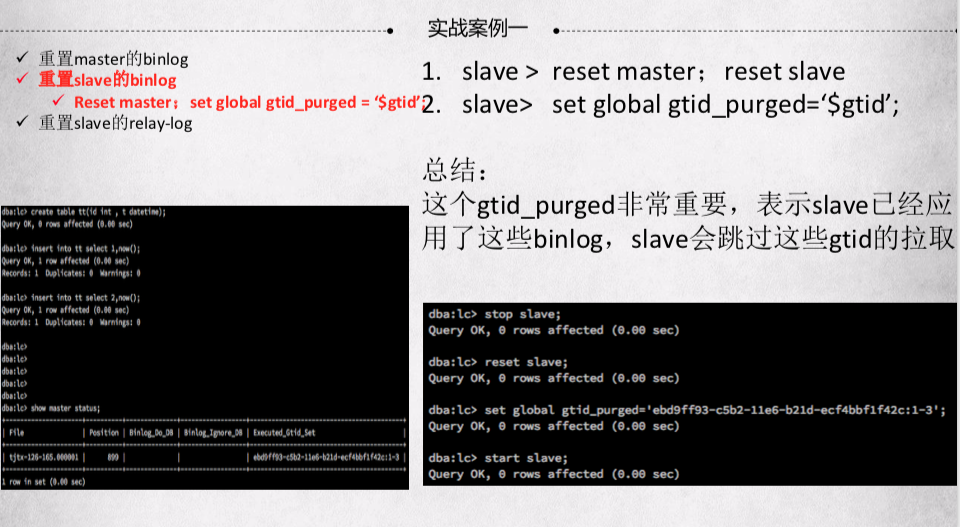 实战案例一
✓ 重置master的binlog
✓ 重置slave的binlog
✓ Reset master；set global gtid_purged = ‘$gtid’;
✓ 重置slave的relay-log
1. slave > reset master；reset slave
2. slave> set global gtid_purged=‘$gtid’;
总结：
这个gtid_purged非常重要，表示slave已经应
用了这些binlog，slave会跳过这些gtid的拉取
dba:lc> create table tt(id int , t datetime);
Query OK, 0 rows affected (0.00 sec)
dba:lc> insert into tt select 1,now();
Query OK, 1 row affected (0.00 sec)
Records: 1 Duplicates: 0 Warnings: 0
dba:lc> insert into tt select 2,now();
Query OK, 1 row affected (0.00 sec)
Records: 1 Duplicates: 0 Warnings: 0
dba:lc>
dba:lc>
dba:lc>
dba:lc>
dba:lc>
dba:lc> show master status;
| File | Position | Binlog_Do_DB | Binlog_Ignore_DB | Executed_Gtid_Set |
| tjtx-126-165.000001 | 899 | | | ebd9ff93-c5b2-11e6-b21d-ecf4bbf1f42c:1-3 |
1 row in set (0.00 sec)
dba:lc> stop slave;
Query OK, 0 rows affected (0.00 sec)
dba:lc> reset slave;
Query OK, 0 rows affected (0.00 sec)
dba:lc> set global gtid_purged='ebd9ff93-c5b2-11e6-b21d-ecf4bbf1f42c:1-3';
Query OK, 0 rows affected (0.00 sec)
dba:lc> start slave;
Query OK, 0 rows affected (0.00 sec)